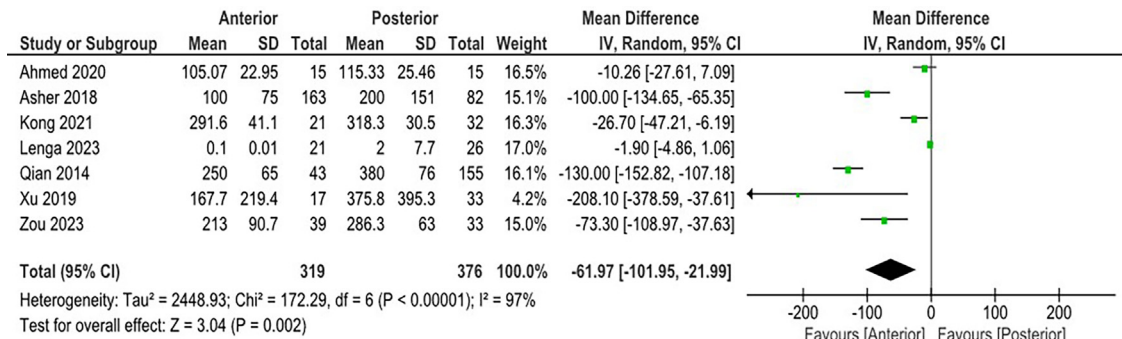 Anterior Posterior Mean Difference Mean Difference
Study or Subgroup Mean SD Total Mean SD Total Weight IV, Random, 95% CI IV, Random, 95% CI
Ahmed 2020 105.07 22.95 15 115.33 25.46 15 16.5% -10.26 [-27.61, 7.09]
Asher 2018 100 75 163 200 151 82 15.1% -100.00 [-134.65, -65.35]
Kong 2021 291.6 41.1 21 318.3 30.5 32 16.3% -26.70 [-47.21, -6.19]
Lenga 2023 0.1 0.01 21 2 7.7 26 17.0% -1.90 [-4.86, 1.06]
Qian 2014 250 65 43 380 76 155 16.1% -130.00 [-152.82, -107.18]
Xu 2019 167.7 219.4 17 375.8 395.3 33 4.2% -208.10 [-378.59, -37.61]
Zou 2023 213 90.7 39 286.3 63 33 15.0% -73.30 [-108.97, -37.63]
Total (95% CI) 319 376 100.0% -61.97 [-101.95, -21.99]
Heterogeneity: Tau² = 2448.93; Chi² = 172.29, df = 6 (P < 0.00001); I² = 97%
Test for overall effect: Z = 3.04 (P = 0.002)
-200 -100 0 100 200
Favours [Anterior] Favours [Posterior]